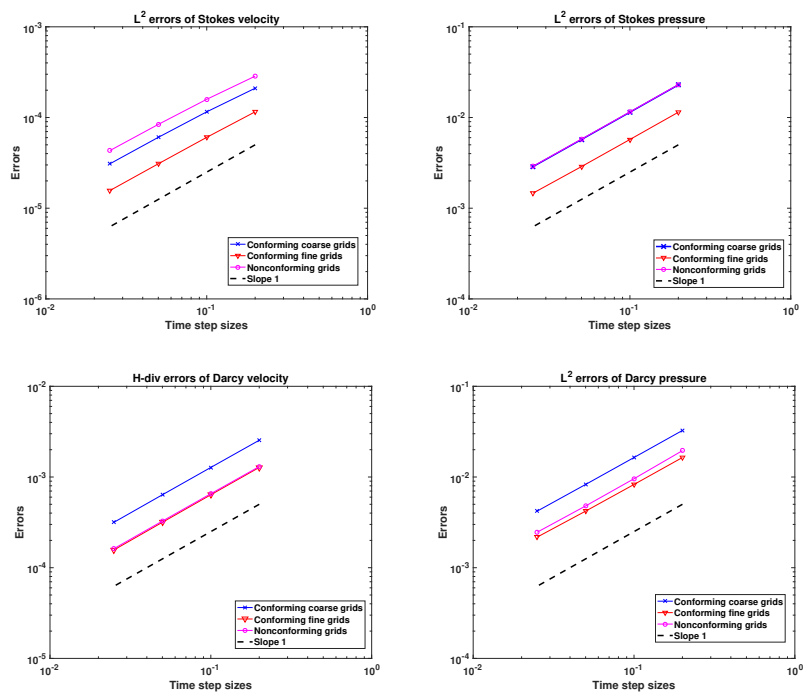 L² errors of Stokes velocity
10⁻³
10⁻⁴
10⁻⁵
10⁻⁶
Errors
10⁻² 10⁻¹ 10⁰
Time step sizes
Conforming coarse grids
Conforming fine grids
Nonconforming grids
Slope 1
L² errors of Stokes pressure
10⁻¹
10⁻²
10⁻³
10⁻⁴
Errors
10⁻² 10⁻¹ 10⁰
Time step sizes
Conforming coarse grids
Conforming fine grids
Nonconforming grids
Slope 1
H-div errors of Darcy velocity
10⁻²
10⁻³
10⁻⁴
10⁻⁵
Errors
10⁻² 10⁻¹ 10⁰
Time step sizes
Conforming coarse grids
Conforming fine grids
Nonconforming grids
Slope 1
L² errors of Darcy pressure
10⁻¹
10⁻²
10⁻³
10⁻⁴
Errors
10⁻² 10⁻¹ 10⁰
Time step sizes
Conforming coarse grids
Conforming fine grids
Nonconforming grids
Slope 1